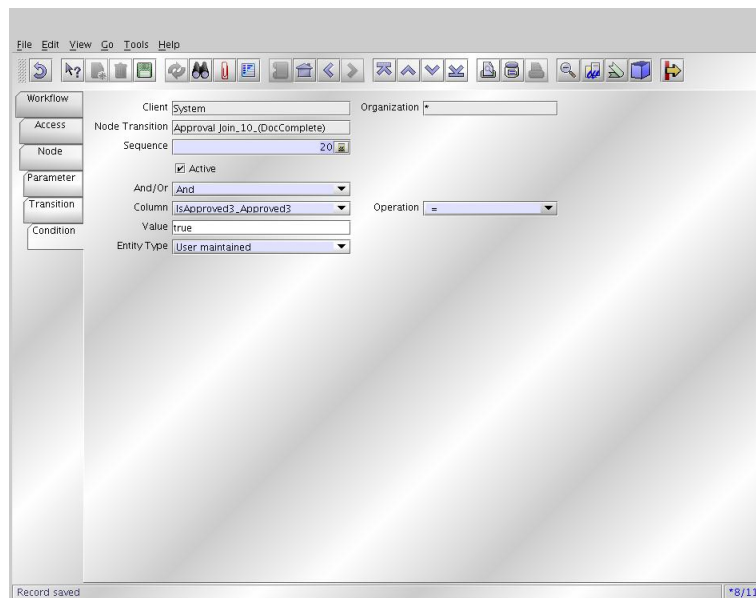 File Edit View Go Tools Help
Workflow
Access
Node
Parameter
Transition
Condition
Client System Organization *
Node Transition Approval Join_10_(DocComplete)
Sequence 20
Active
And/Or And
Column IsApproved3_Approved3 Operation =
Value true
Entity Type User maintained
Record saved *8/11